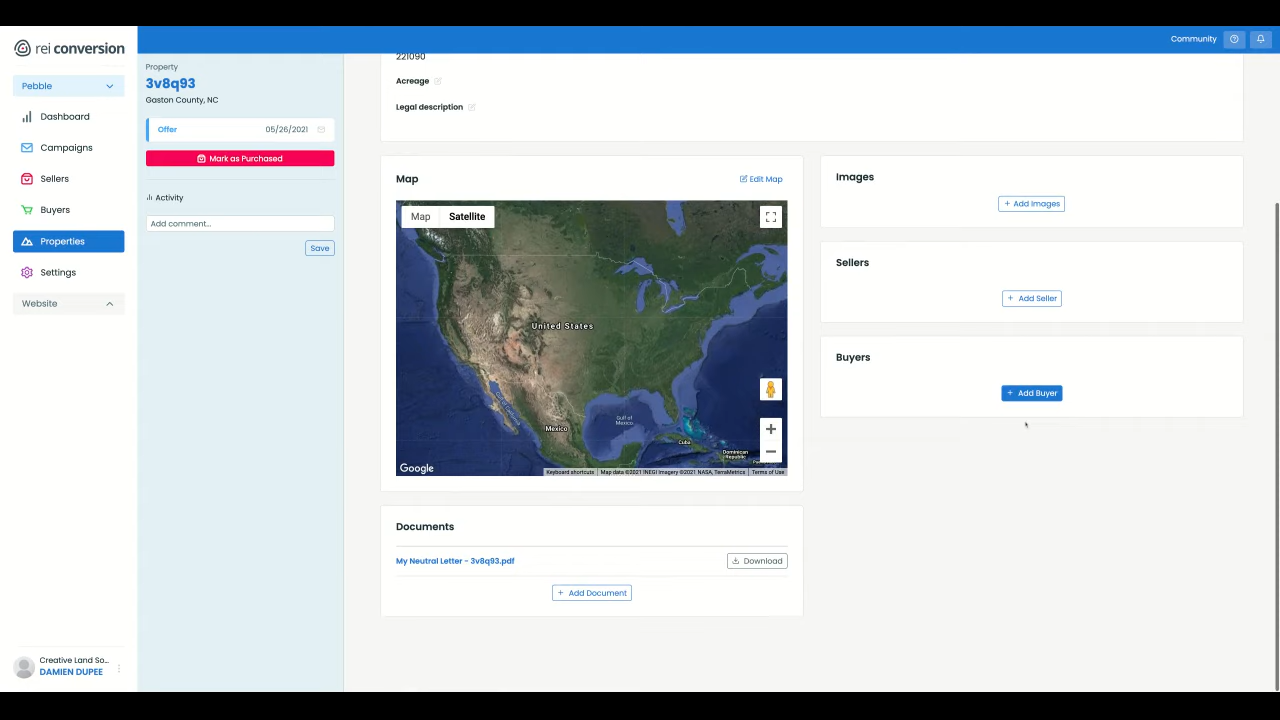 rei conversion
Pebble
Dashboard
Campaigns
Sellers
Buyers
Properties
Settings
Website
Creative Land So...
DAMIEN DUPEE
Community
Property
3v8q93
Gaston County, NC
Offer 05/26/2021
Mark as Purchased
Activity
Add comment...
Save
221090
Acreage
Legal description
Map
Edit Map
Map Satellite
United States
Gulf of California
Mexico
Gulf of Mexico
Cuba
Dominican Republic
Google
Keyboard shortcuts Map data ©2021 INEGI Imagery ©2021 NASA, TerraMetrics Terms of Use
Documents
My Neutral Letter - 3v8q93.pdf
Download
+ Add Document
Images
+ Add Images
Sellers
+ Add Seller
Buyers
+ Add Buyer